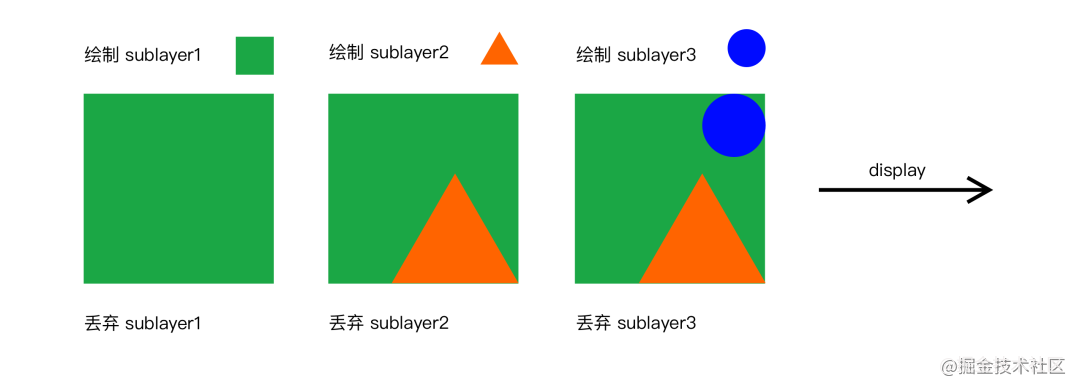 绘制 sublayer1
绘制 sublayer2
绘制 sublayer3
display
丢弃 sublayer1
丢弃 sublayer2
丢弃 sublayer3
@掘金技术社区